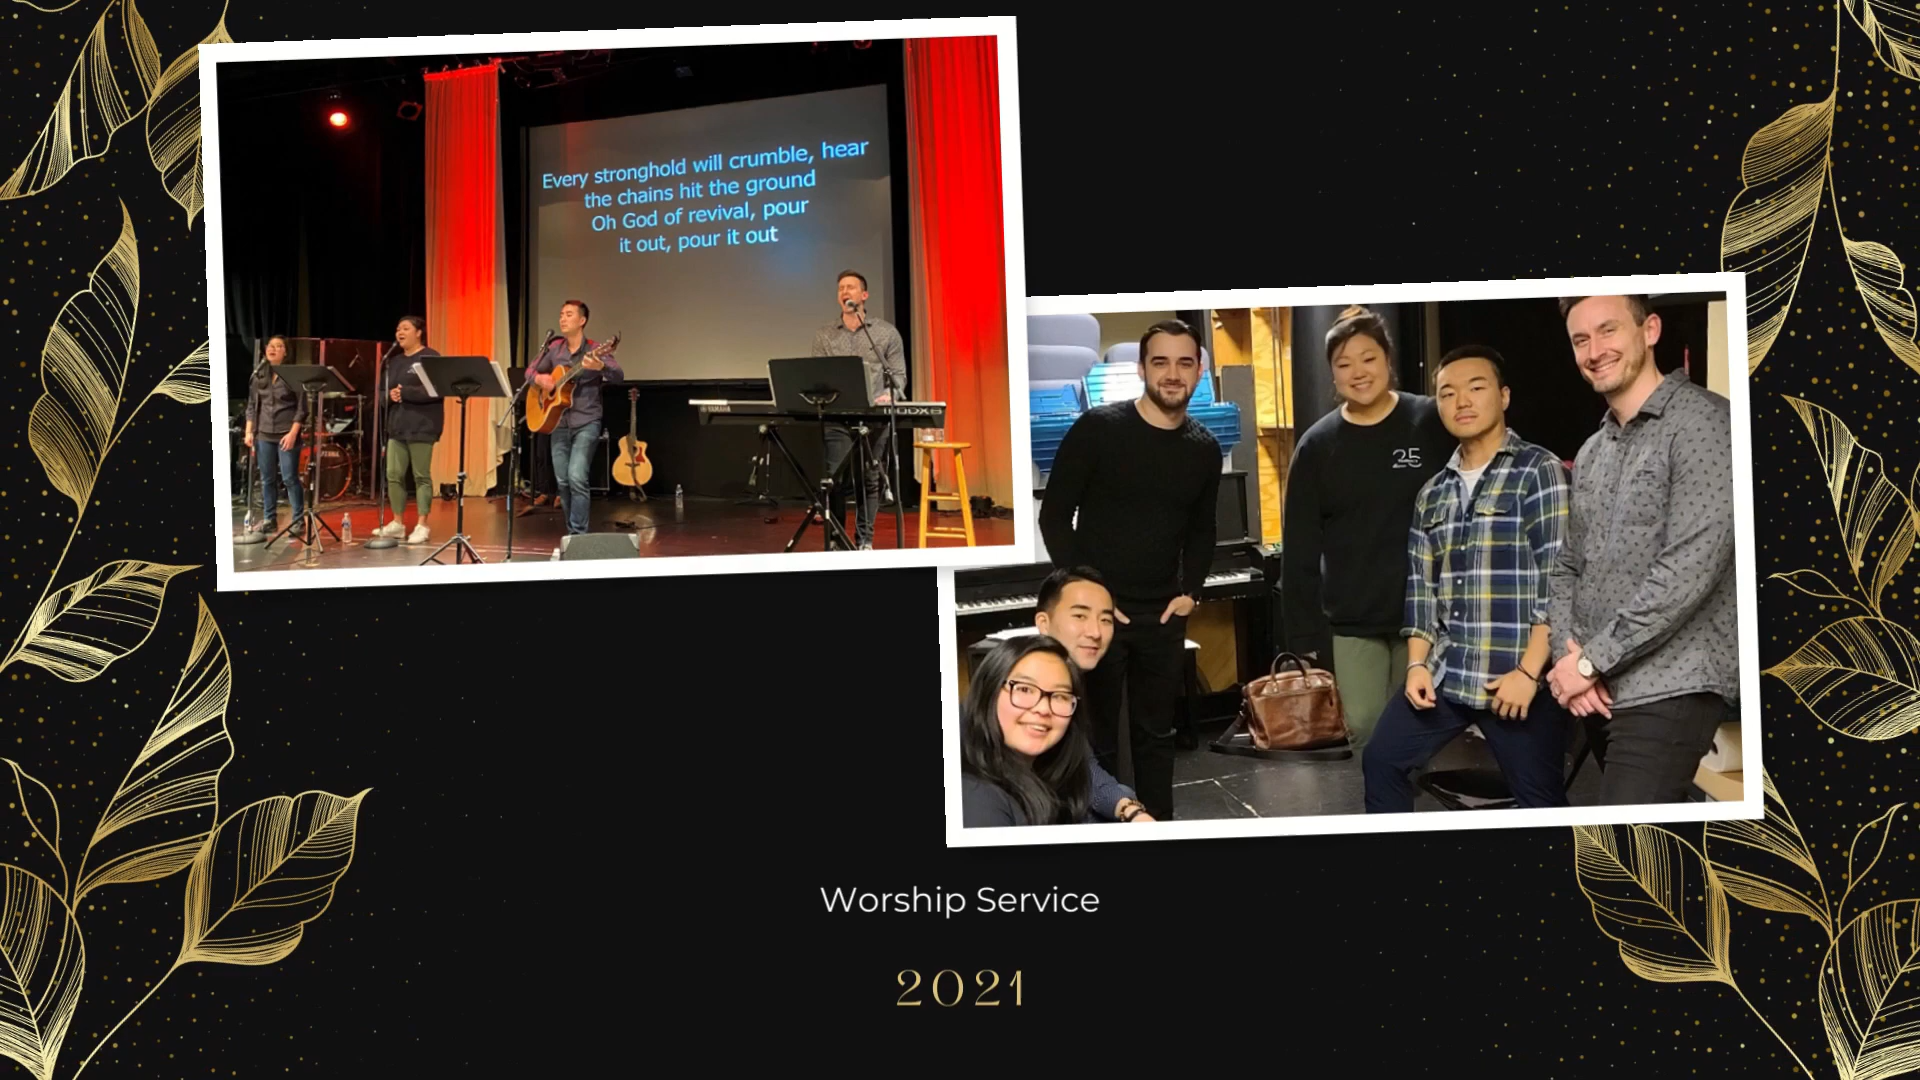 Every stronghold will crumble, hear
the chains hit the ground
Oh God of revival, pour
it out, pour it out
YAMAHA
25
Worship Service
2021